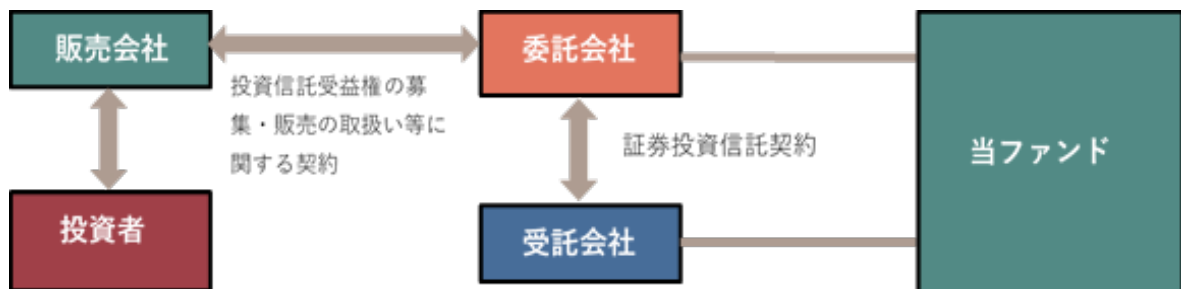 販売会社
委託会社
投資信託受益権の募
集・販売の取扱い等に
関する契約
証券投資信託契約
当ファンド
投資者
受託会社